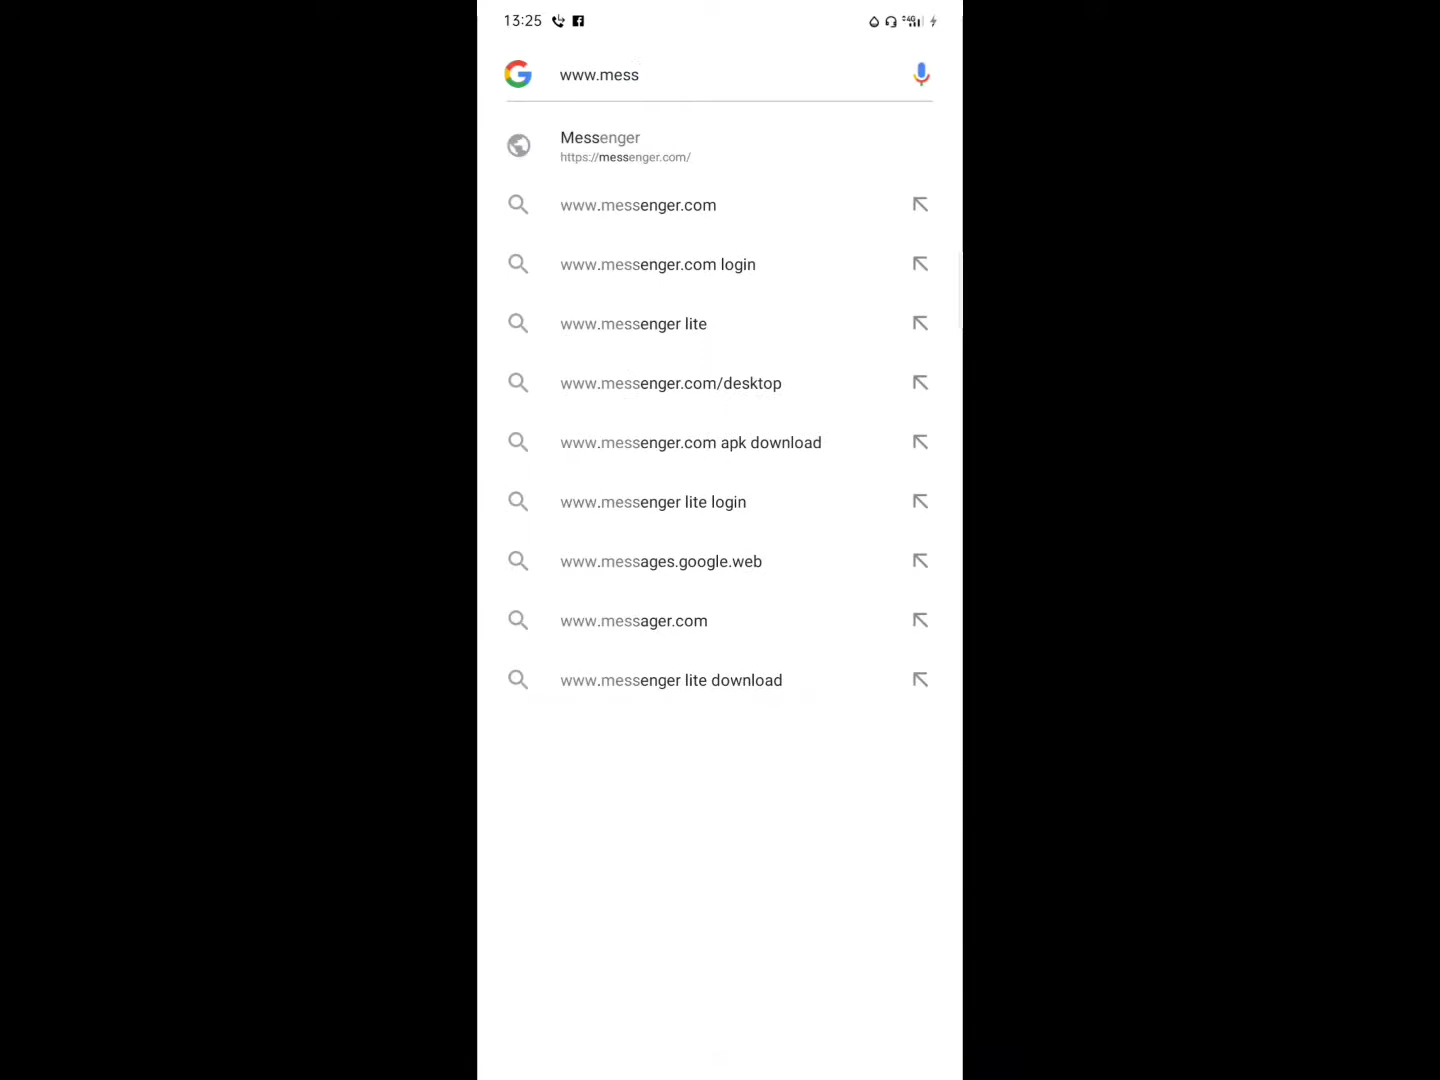 13:25
4G
www.mess
Messenger
https://messenger.com/
www.messenger.com
www.messenger.com login
www.messenger lite
www.messenger.com/desktop
www.messenger.com apk download
www.messenger lite login
www.messages.google.web
www.messager.com
www.messenger lite download